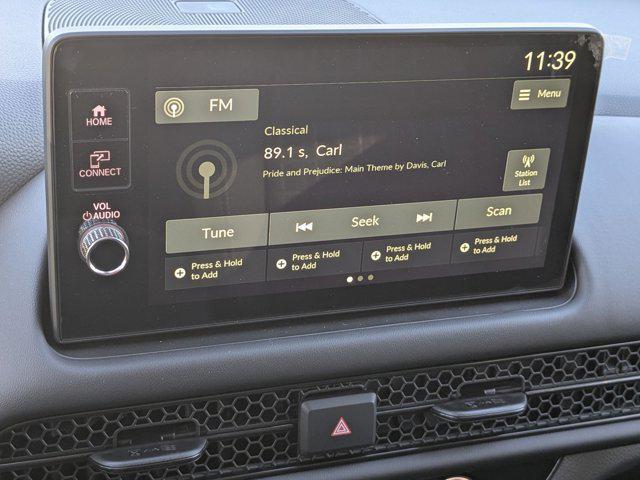 11:39
FM
Menu
HOME
CONNECT
Classical
89.1 s, Carl
Pride and Prejudice: Main Theme by Davis, Carl
Station
List
VOL
AUDIO
Tune
Seek
Scan
Press & Hold
to Add
Press & Hold
to Add
Press & Hold
to Add
Press & Hold
to Add